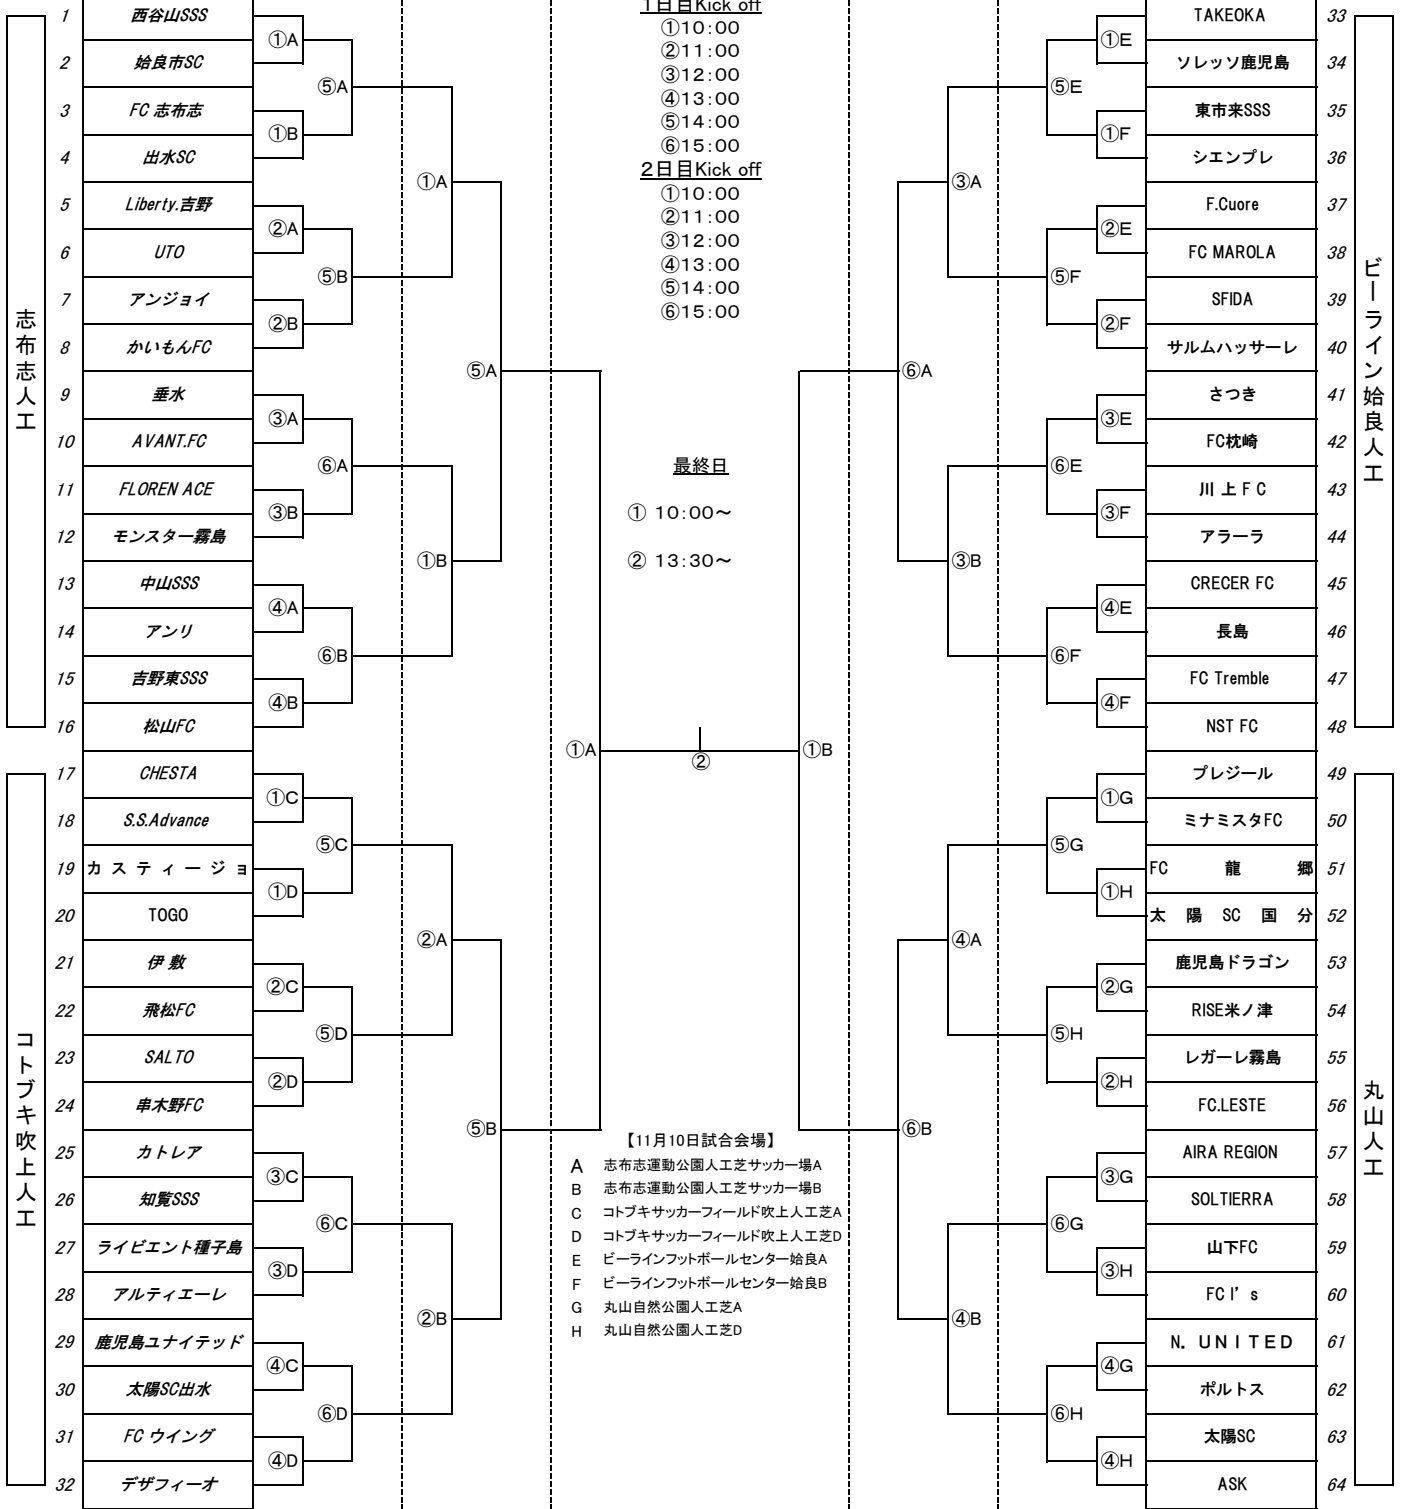 1日目Kick off
①10:00
②11:00
③12:00
④13:00
⑤14:00
⑥15:00
2日目Kick off
①10:00
②11:00
③12:00
④13:00
⑤14:00
⑥15:00
最終日
① 10:00～
② 13:30～
志布志人工
1 西谷山SSS
2 姶良市SC
3 FC 志布志
4 出水SC
5 Liberty.吉野
6 UTO
7 アンジョイ
8 かいもんFC
9 垂水
10 AVANT.FC
11 FLOREN ACE
12 モンスター霧島
13 中山SSS
14 アンリ
15 吉野東SSS
16 松山FC
①A
①B
②A
②B
③A
③B
④A
④B
⑤A
⑤B
⑥A
⑥B
①A
①B
⑤A
コトブキ吹上人工
17 CHESTA
18 S.S.Advance
19 カスティージョ
20 TOGO
21 伊敷
22 飛松FC
23 SALTO
24 串木野FC
25 カトレア
26 知覧SSS
27 ライビエント種子島
28 アルティエーレ
29 鹿児島ユナイテッド
30 太陽SC出水
31 FC ウイング
32 デザフィーオ
①C
①D
②C
②D
③C
③D
④C
④D
⑤C
⑤D
⑥C
⑥D
②A
②B
⑤B
①A
②
①B
ビーライン姶良人工
TAKEOKA 33
ソレッソ鹿児島 34
東市来SSS 35
シエンプレ 36
F.Cuore 37
FC MAROLA 38
SFIDA 39
サルムハッサーレ 40
さつき 41
FC枕崎 42
川上FC 43
アラーラ 44
CRECER FC 45
長島 46
FC Tremble 47
NST FC 48
①E
①F
②E
②F
③E
③F
④E
④F
⑤E
⑤F
⑥E
⑥F
③A
③B
⑥A
丸山人工
プレジール 49
ミナミスタFC 50
FC 龍郷 51
太陽SC国分 52
鹿児島ドラゴン 53
RISE米ノ津 54
レガーレ霧島 55
FC.LESTE 56
AIRA REGION 57
SOLTIERRA 58
山下FC 59
FC I’s 60
N. UNITED 61
ポルトス 62
太陽SC 63
ASK 64
①G
①H
②G
②H
③G
③H
④G
④H
⑤G
⑤H
⑥G
⑥H
④A
④B
⑥B
【11月10日試合会場】
A 志布志運動公園人工芝サッカー場A
B 志布志運動公園人工芝サッカー場B
C コトブキサッカーフィールド吹上人工芝A
D コトブキサッカーフィールド吹上人工芝D
E ビーラインフットボールセンター姶良A
F ビーラインフットボールセンター姶良B
G 丸山自然公園人工芝A
H 丸山自然公園人工芝D